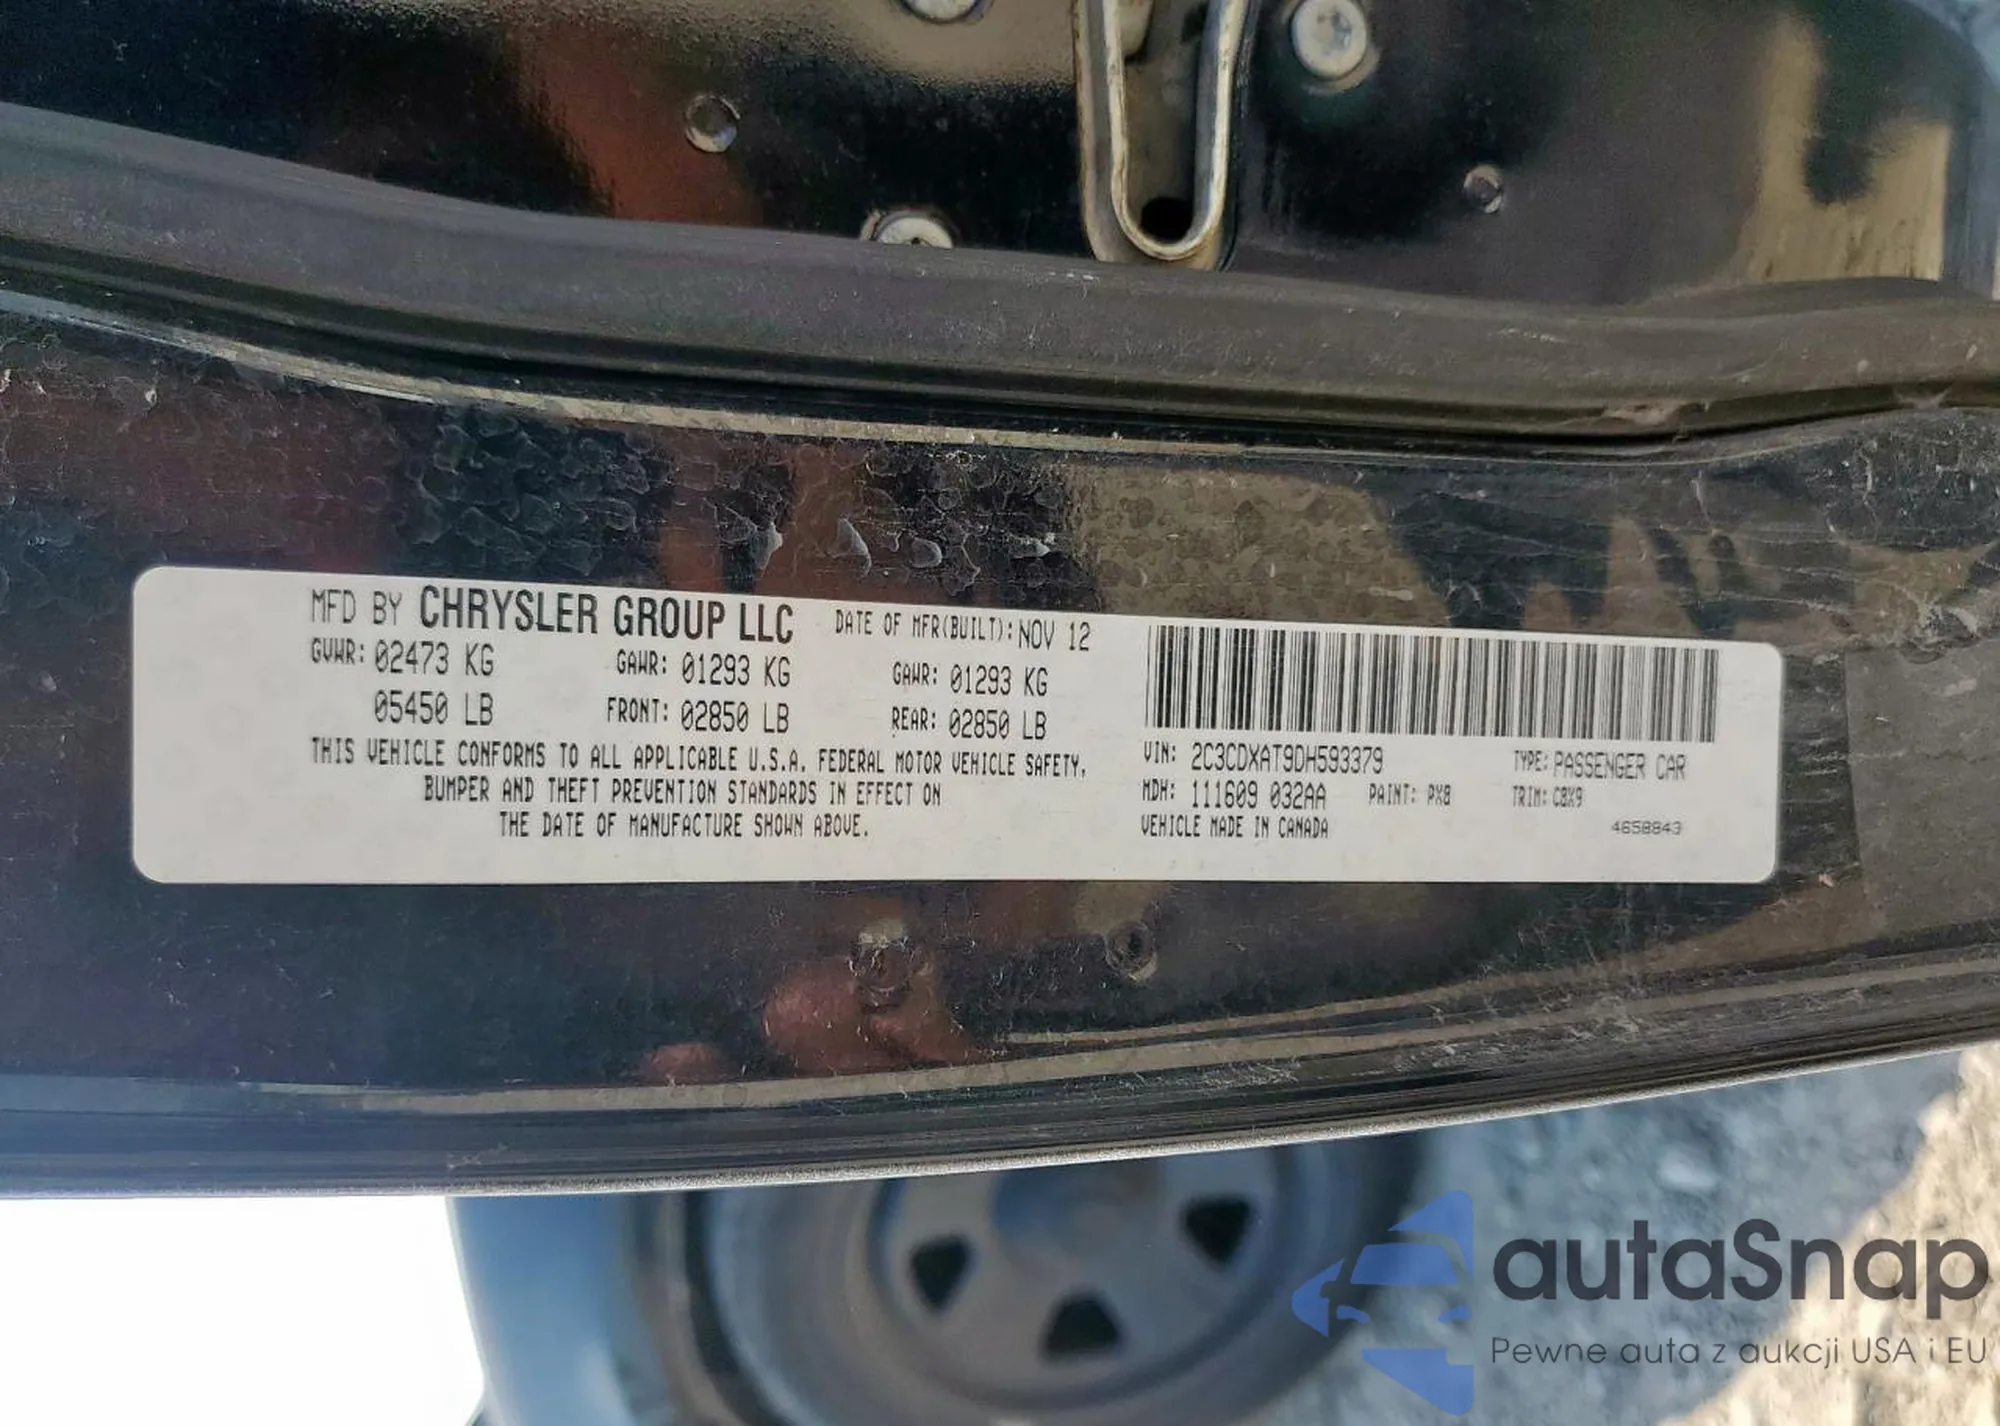 MFD BY CHRYSLER GROUP LLC DATE OF MFR(BUILT): NOV 12
GVWR: 02473 KG GAWR: 01293 KG GAWR: 01293 KG
05450 LB FRONT: 02850 LB REAR: 02850 LB
THIS VEHICLE CONFORMS TO ALL APPLICABLE U.S.A. FEDERAL MOTOR VEHICLE SAFETY,
BUMPER AND THEFT PREVENTION STANDARDS IN EFFECT ON
THE DATE OF MANUFACTURE SHOWN ABOVE.
VIN: 2C3CDXAT9DH593379 TYPE: PASSENGER CAR
MDH: 111609 032AA PAINT: PX8 TRIM: C8X9
VEHICLE MADE IN CANADA 4658843
autaSnap
Pewne auta z aukcji USA i EU